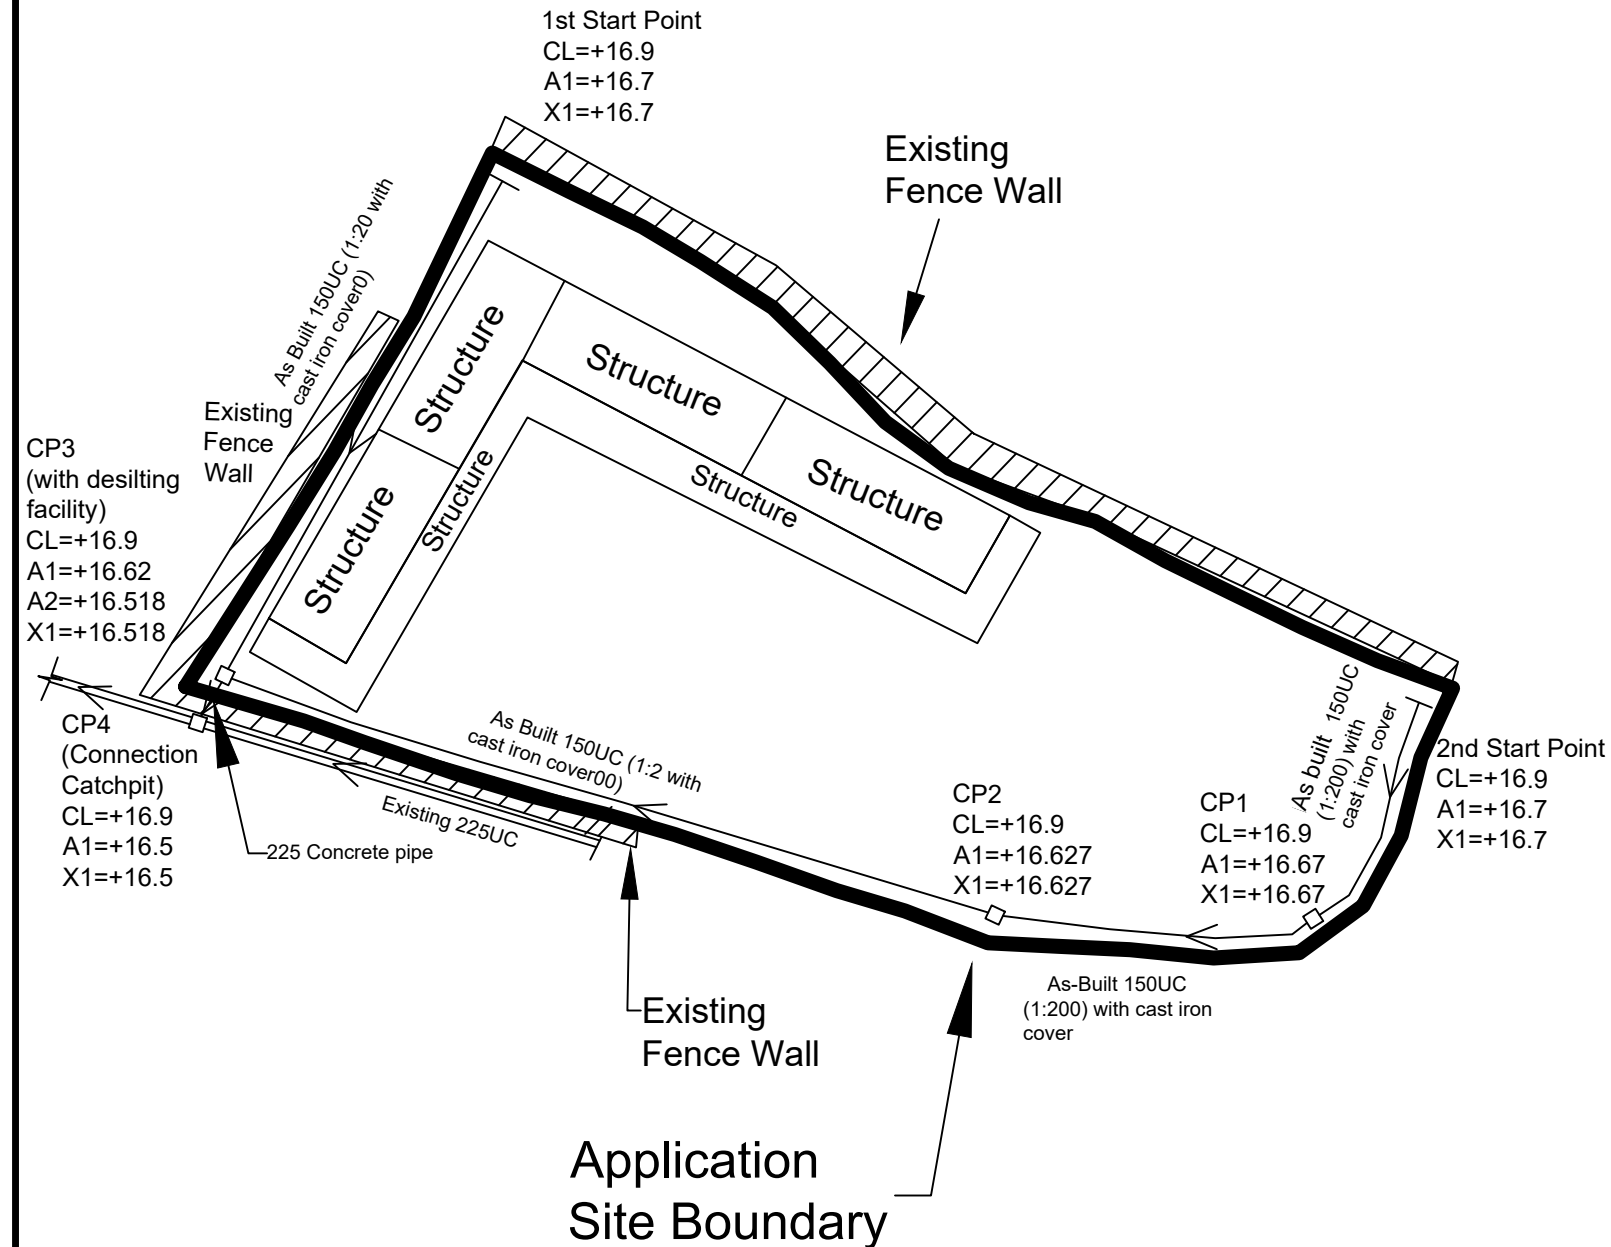 1st Start Point
CL=+16.9
A1=+16.7
X1=+16.7
Existing
Fence Wall
As Built 150UC (1:20 with
cast iron cover0)
Existing
Fence
Wall
Structure
Structure
Structure
Structure
Structure
Structure
CP3
(with desilting
facility)
CL=+16.9
A1=+16.62
A2=+16.518
X1=+16.518
CP4
(Connection
Catchpit)
CL=+16.9
A1=+16.5
X1=+16.5
As Built 150UC (1:2 with
cast iron cover00)
Existing 225UC
225 Concrete pipe
CP2
CL=+16.9
A1=+16.627
X1=+16.627
CP1
CL=+16.9
A1=+16.67
X1=+16.67
As built 150UC
(1:200) with
cast iron cover
2nd Start Point
CL=+16.9
A1=+16.7
X1=+16.7
As-Built 150UC
(1:200) with cast iron
cover
Existing
Fence Wall
Application
Site Boundary